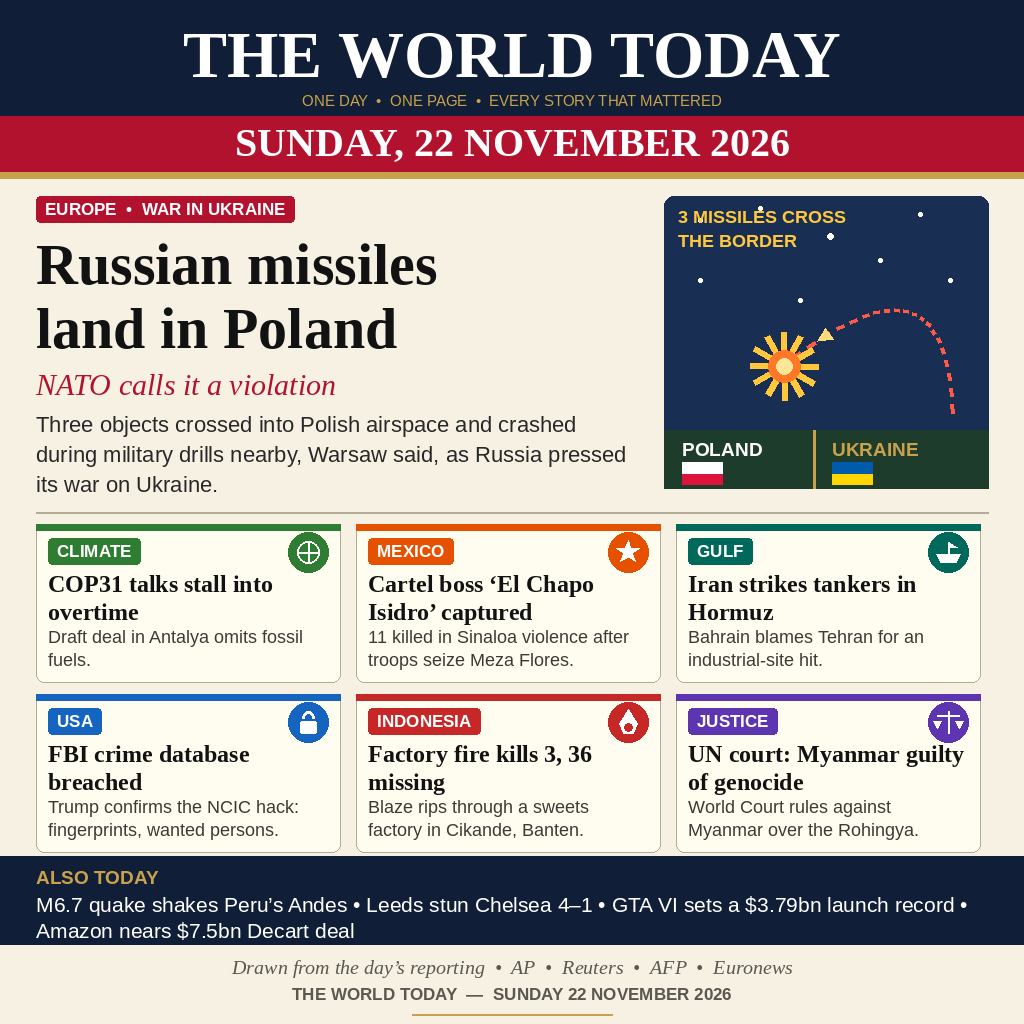 THE WORLD TODAY
ONE DAY • ONE PAGE • EVERY STORY THAT MATTERED
SUNDAY, 22 NOVEMBER 2026
EUROPE • WAR IN UKRAINE
Russian missiles
land in Poland
NATO calls it a violation
Three objects crossed into Polish airspace and crashed
during military drills nearby, Warsaw said, as Russia pressed
its war on Ukraine.
3 MISSILES CROSS
THE BORDER
POLAND
UKRAINE
CLIMATE
COP31 talks stall into
overtime
Draft deal in Antalya omits fossil
fuels.
MEXICO
Cartel boss ‘El Chapo
Isidro’ captured
11 killed in Sinaloa violence after
troops seize Meza Flores.
GULF
Iran strikes tankers in
Hormuz
Bahrain blames Tehran for an
industrial-site hit.
USA
FBI crime database
breached
Trump confirms the NCIC hack:
fingerprints, wanted persons.
INDONESIA
Factory fire kills 3, 36
missing
Blaze rips through a sweets
factory in Cikande, Banten.
JUSTICE
UN court: Myanmar guilty
of genocide
World Court rules against
Myanmar over the Rohingya.
ALSO TODAY
M6.7 quake shakes Peru’s Andes • Leeds stun Chelsea 4–1 • GTA VI sets a $3.79bn launch record •
Amazon nears $7.5bn Decart deal
Drawn from the day’s reporting • AP • Reuters • AFP • Euronews
THE WORLD TODAY — SUNDAY 22 NOVEMBER 2026